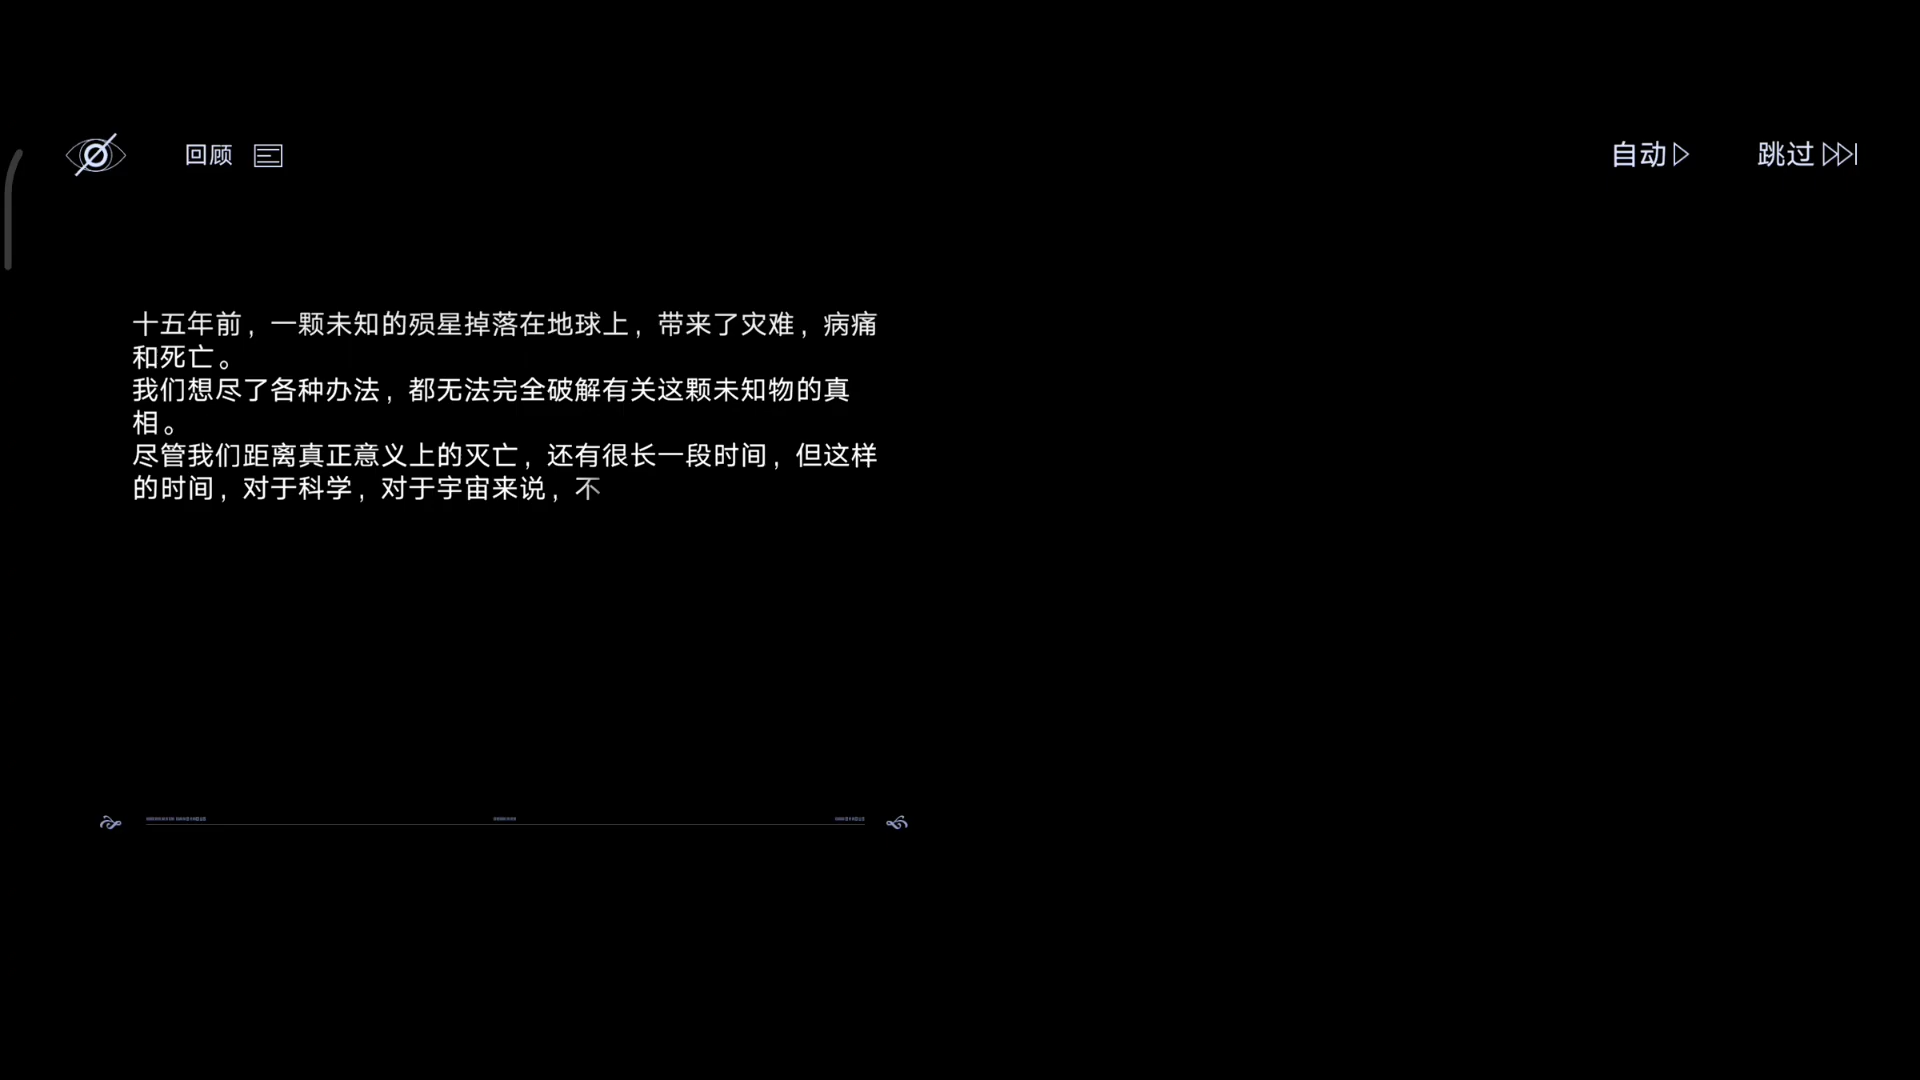 回顾
自动
跳过
十五年前，一颗未知的殒星掉落在地球上，带来了灾难，病痛
和死亡。
我们想尽了各种办法，都无法完全破解有关这颗未知物的真
相。
尽管我们距离真正意义上的灭亡，还有很长一段时间，但这样
的时间，对于科学，对于宇宙来说，不